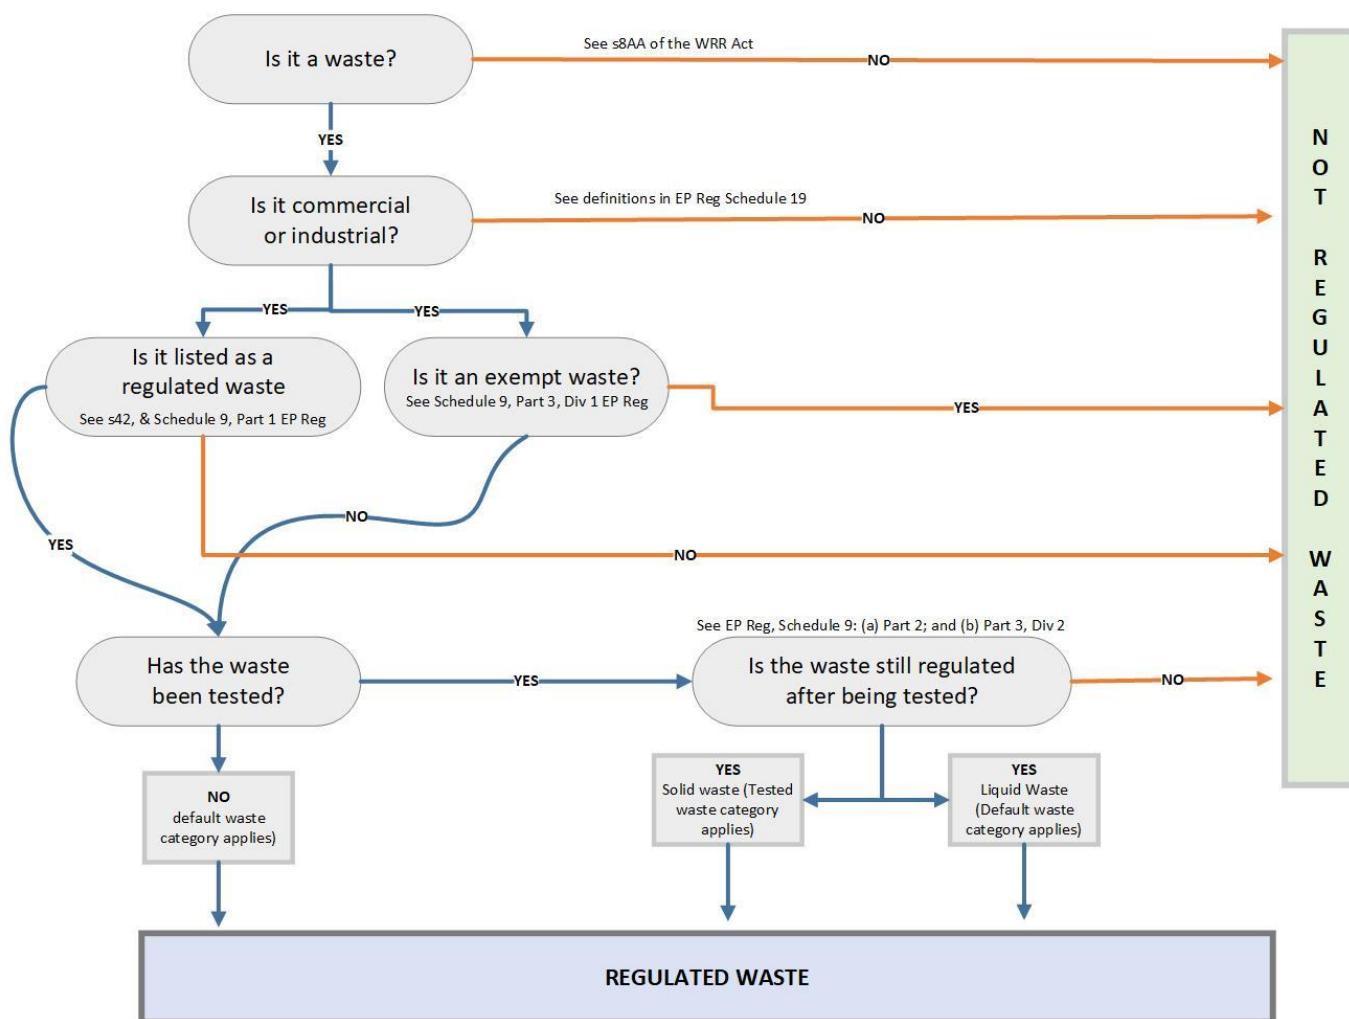 See s8AA of the WRR Act
Is it a waste?
NO
YES
See definitions in EP Reg Schedule 19
Is it commercial
or industrial?
NO
YES
YES
Is it listed as a
regulated waste
See s42, & Schedule 9, Part 1 EP Reg
Is it an exempt waste?
See Schedule 9, Part 3, Div 1 EP Reg
YES
NO
YES
NO
See EP Reg, Schedule 9: (a) Part 2; and (b) Part 3, Div 2
Has the waste
been tested?
YES
Is the waste still regulated
after being tested?
NO
NO
default waste
category applies)
YES
Solid waste (Tested
waste category
applies)
YES
Liquid Waste
(Default waste
category applies)
REGULATED WASTE
NOT REGULATED WASTE